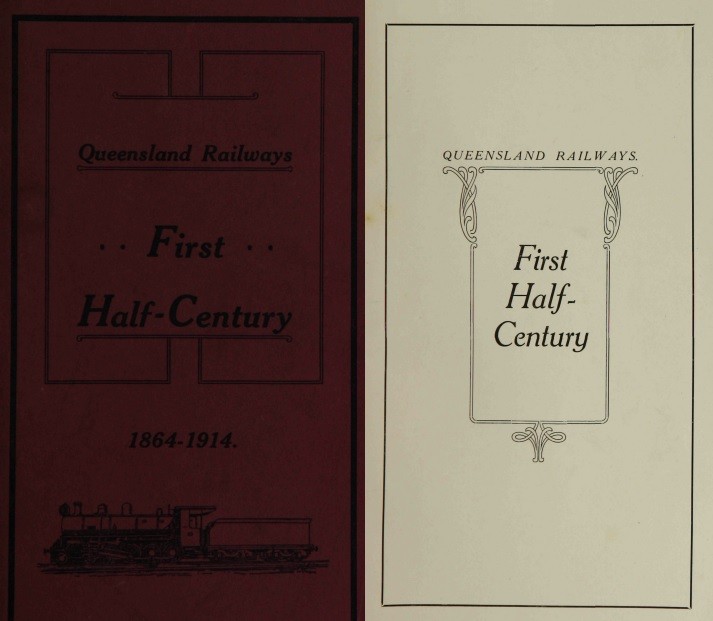 Queensland Railways
·· First ··
Half-Century
1864-1914.
QUEENSLAND RAILWAYS.
First
Half-
Century